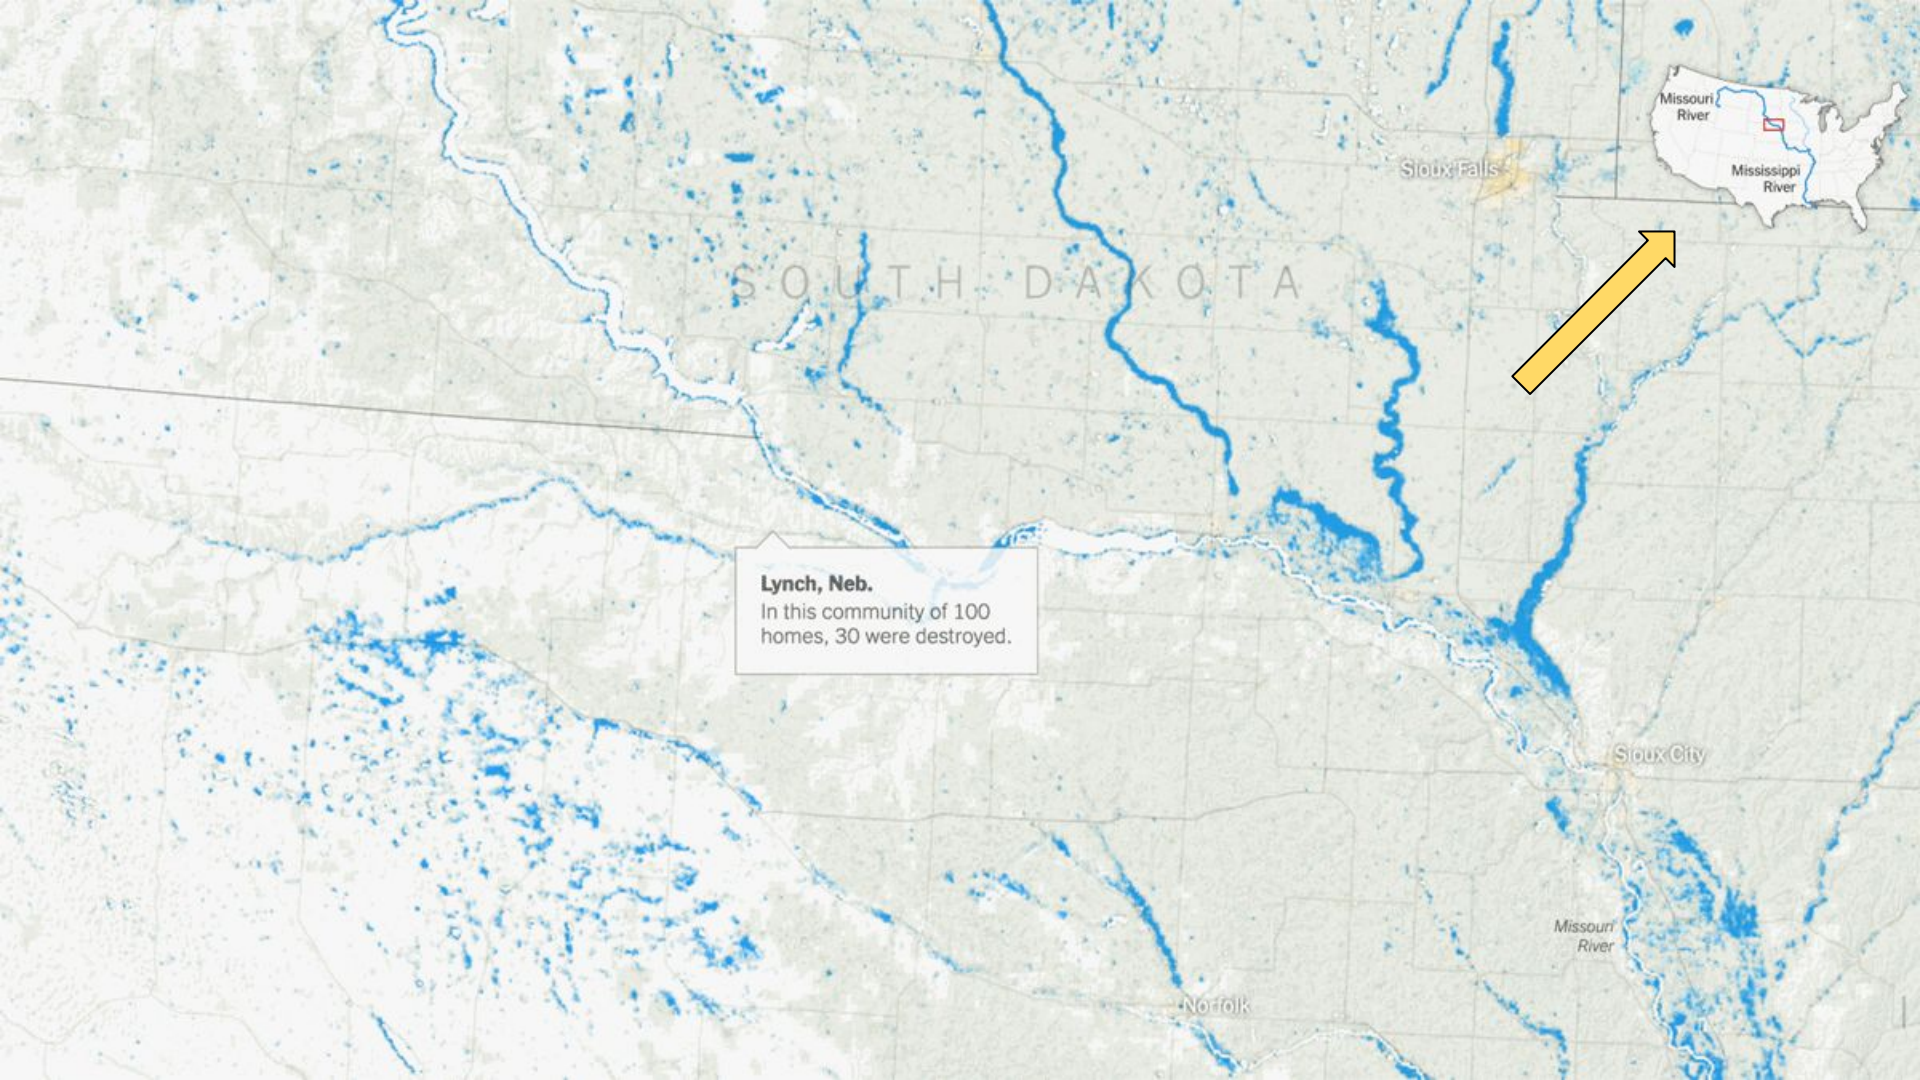 Missouri
River
Sioux Falls
Mississippi
River
SOUTH DAKOTA
Lynch, Neb.
In this community of 100
homes, 30 were destroyed.
Sioux City
Missouri
River
Norfolk